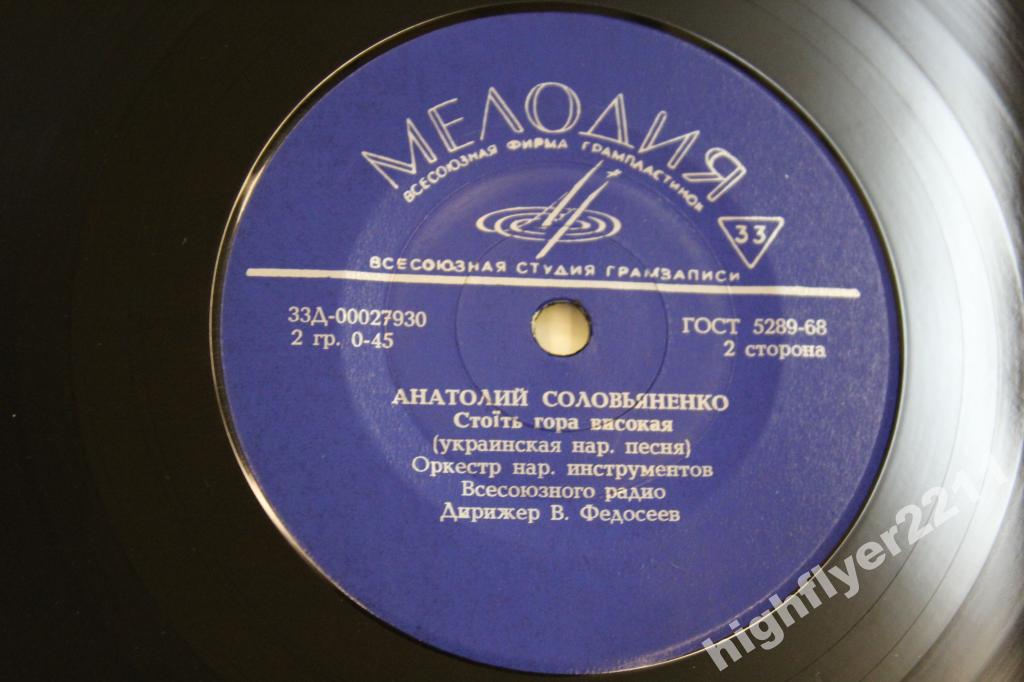 МЕЛОДИЯ
ВСЕСОЮЗНАЯ ФИРМА ГРАМПЛАСТИНОК
33
ВСЕСОЮЗНАЯ СТУДИЯ ГРАМЗАПИСИ
33Д-00027930
2 гр. 0-45
ГОСТ 5289-68
2 сторона
АНАТОЛИЙ СОЛОВЬЯНЕНКО
Стоїть гора високая
(украинская нар. песня)
Оркестр нар. инструментов
Всесоюзного радио
Дирижер В. Федосеев
highflyer2211